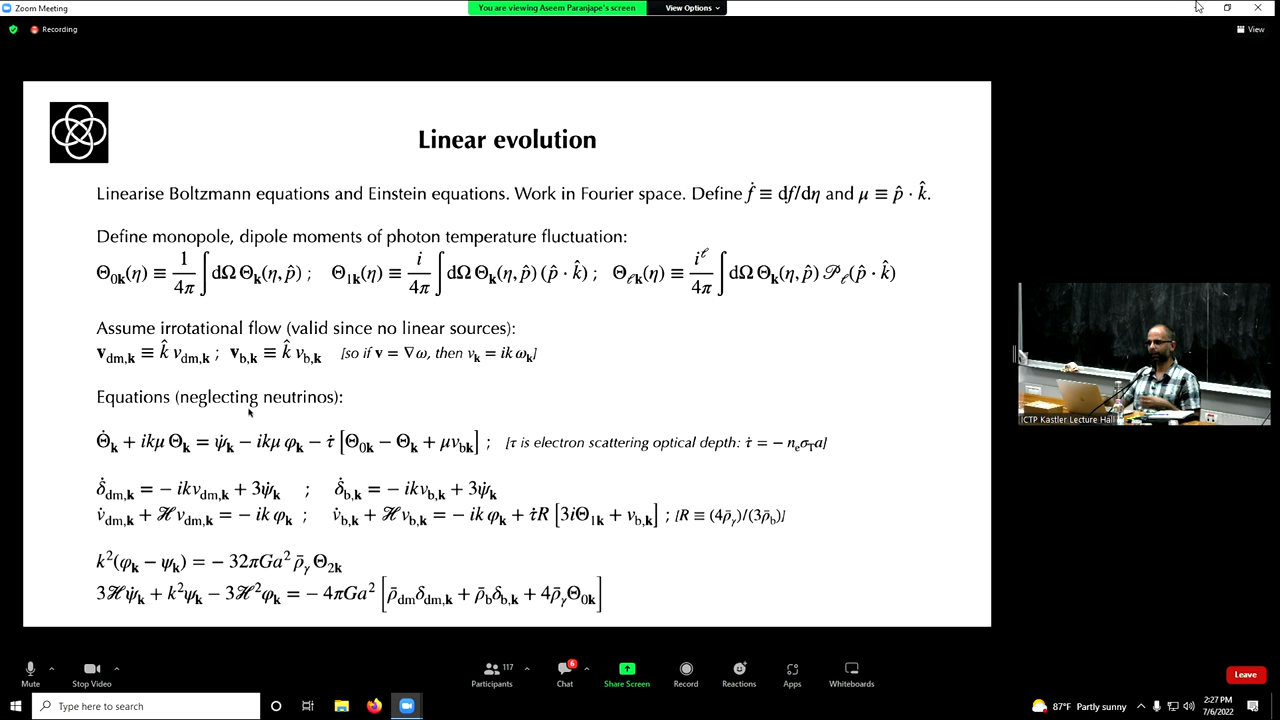 Zoom Meeting
You are viewing Aseem Paranjape's screen View Options
Recording
View
Linear evolution
Linearise Boltzmann equations and Einstein equations. Work in Fourier space. Define ḟ ≡ df/dη and μ ≡ p̂ · k̂.
Define monopole, dipole moments of photon temperature fluctuation:
Θ₀𝐤(η) ≡ 1/4π ∫ dΩ Θ𝐤(η, p̂) ; Θ₁𝐤(η) ≡ i/4π ∫ dΩ Θ𝐤(η, p̂) (p̂ · k̂) ; Θℓ𝐤(η) ≡ i^ℓ/4π ∫ dΩ Θ𝐤(η, p̂) 𝒫ℓ(p̂ · k̂)
Assume irrotational flow (valid since no linear sources):
𝐯dm,𝐤 ≡ k̂ vdm,𝐤 ; 𝐯b,𝐤 ≡ k̂ vb,𝐤 [so if 𝐯 = ∇ω, then v𝐤 = ik ω𝐤]
Equations (neglecting neutrinos):
Θ̇𝐤 + ikμ Θ𝐤 = ψ̇𝐤 − ikμ φ𝐤 − τ̇ [Θ₀𝐤 − Θ𝐤 + μvb𝐤] ; [τ is electron scattering optical depth: τ̇ = − nₑσTa]
δ̇dm,𝐤 = − ikvdm,𝐤 + 3ψ̇𝐤 ; δ̇b,𝐤 = − ikvb,𝐤 + 3ψ̇𝐤
v̇dm,𝐤 + ℋvdm,𝐤 = − ik φ𝐤 ; v̇b,𝐤 + ℋvb,𝐤 = − ik φ𝐤 + τ̇R [3iΘ₁𝐤 + vb,𝐤] ; [R ≡ (4ρ̄γ)/(3ρ̄b)]
k²(φ𝐤 − ψ𝐤) = − 32πGa² ρ̄γ Θ₂𝐤
3ℋψ̇𝐤 + k²ψ𝐤 − 3ℋ²φ𝐤 = − 4πGa² [ρ̄dmδdm,𝐤 + ρ̄bδb,𝐤 + 4ρ̄γΘ₀𝐤]
ICTP Kastler Lecture Hall
Mute
Stop Video
117
Participants
6
Chat
Share Screen
Record
Reactions
Apps
Whiteboards
Leave
Type here to search
87°F Partly sunny
2:27 PM
7/6/2022